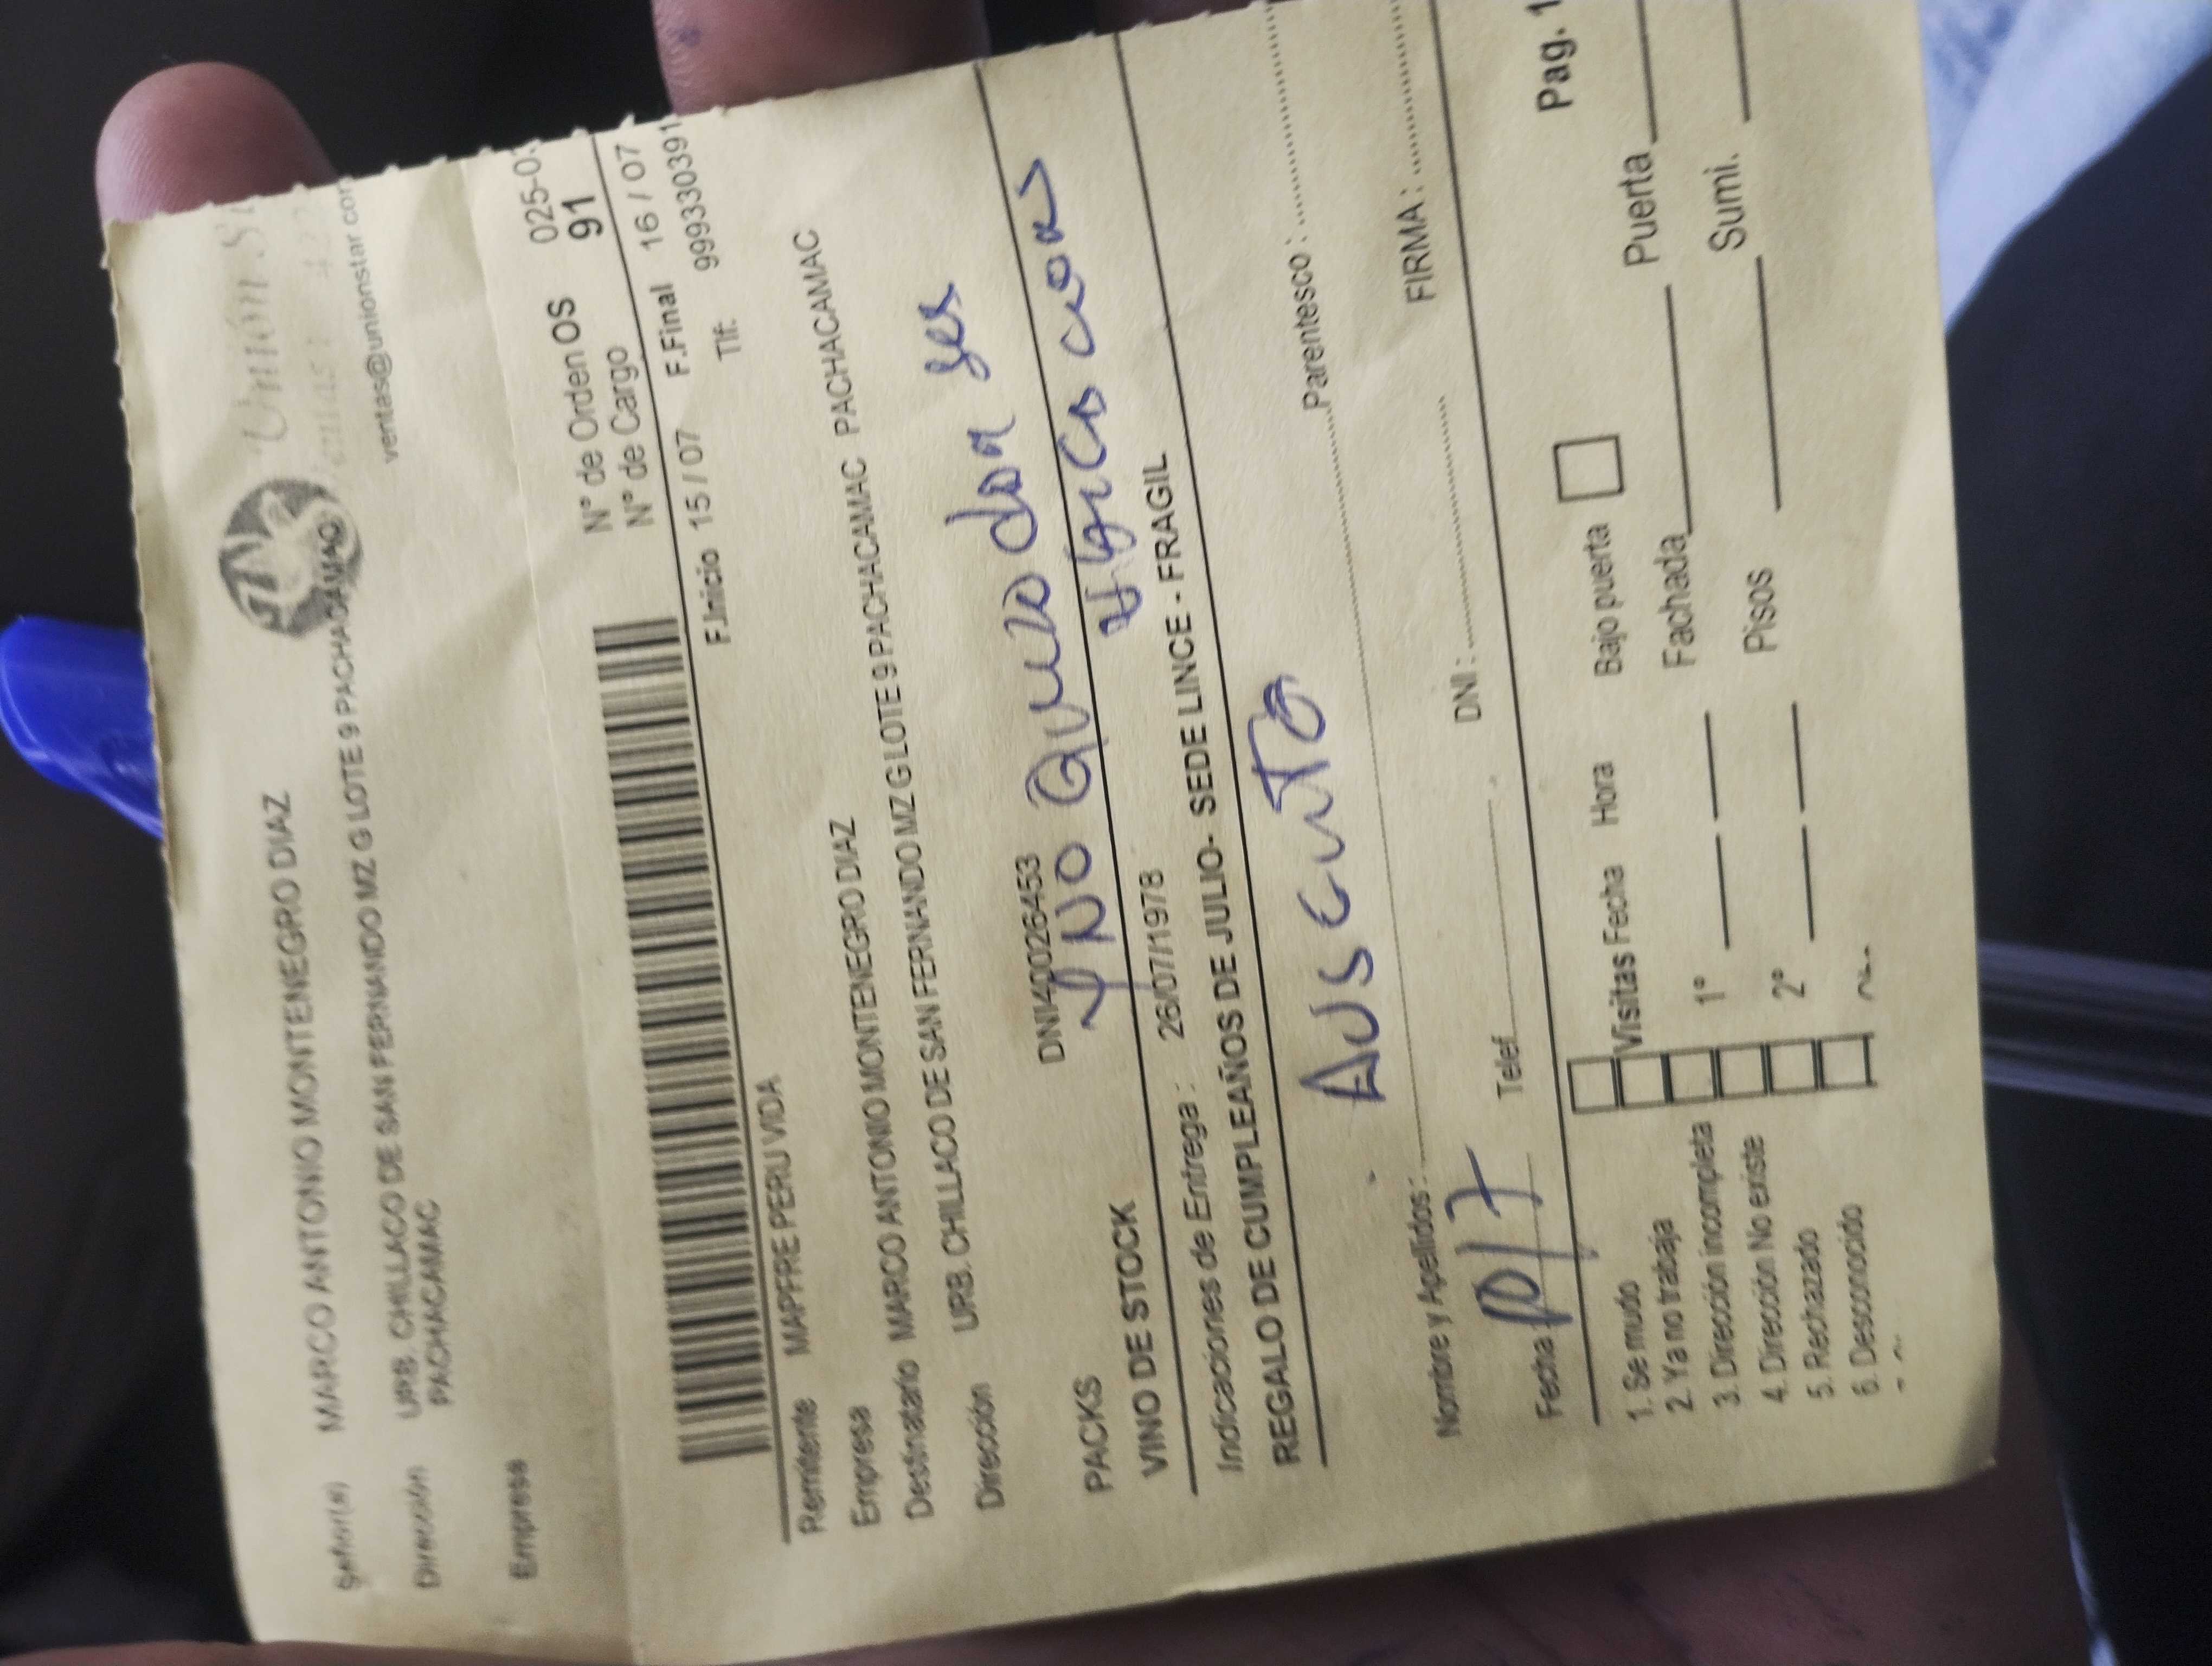 Señor(a) MARCO ANTONIO MONTENEGRO DIAZ
Dirección URB. CHILLACO DE SAN FERNANDO MZ G LOTE 9 PACHACAMAC
PACHACAMAC
Empresa
Unión
ventas@unionstar.com
N° de Orden OS 025-0
N° de Cargo 91
F.Inicio 15 / 07 F.Final 16 / 07
Remitente MAPFRE PERU VIDA Tlf: 999330391
Empresa
Destinatario MARCO ANTONIO MONTENEGRO DIAZ
Dirección URB. CHILLACO DE SAN FERNANDO MZ G LOTE 9 PACHACAMAC PACHACAMAC PACHACAMAC
DNI40026453
y NO Quizo dar ses
PACKS
VINO DE STOCK
Indicaciones de Entrega : 26/07/1978
REGALO DE CUMPLEAÑOS DE JULIO- SEDE LINCE - FRAGIL
Ausente
Nombre y Apellidos : Parentesco :
Fecha Telef. DNI : FIRMA :
1. Se mudo
2. Ya no trabaja
3. Dirección incompleta
4. Dirección No existe
5. Rechazado
6. Desconocido
Visitas Fecha Hora
1°
2°
Bajo puerta
Fachada Puerta
Pisos Sumi.
Pag. 1